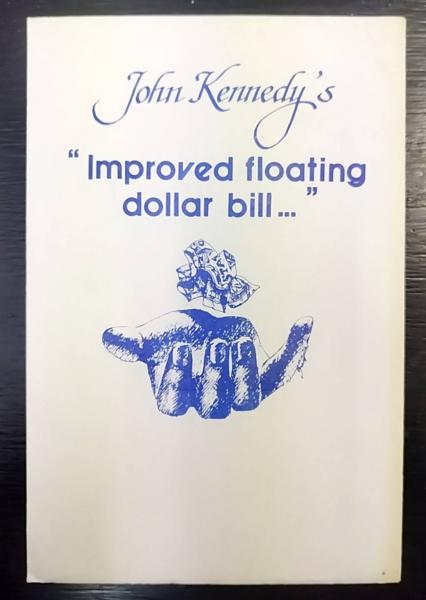 John Kennedy's
"Improved floating
dollar bill..."